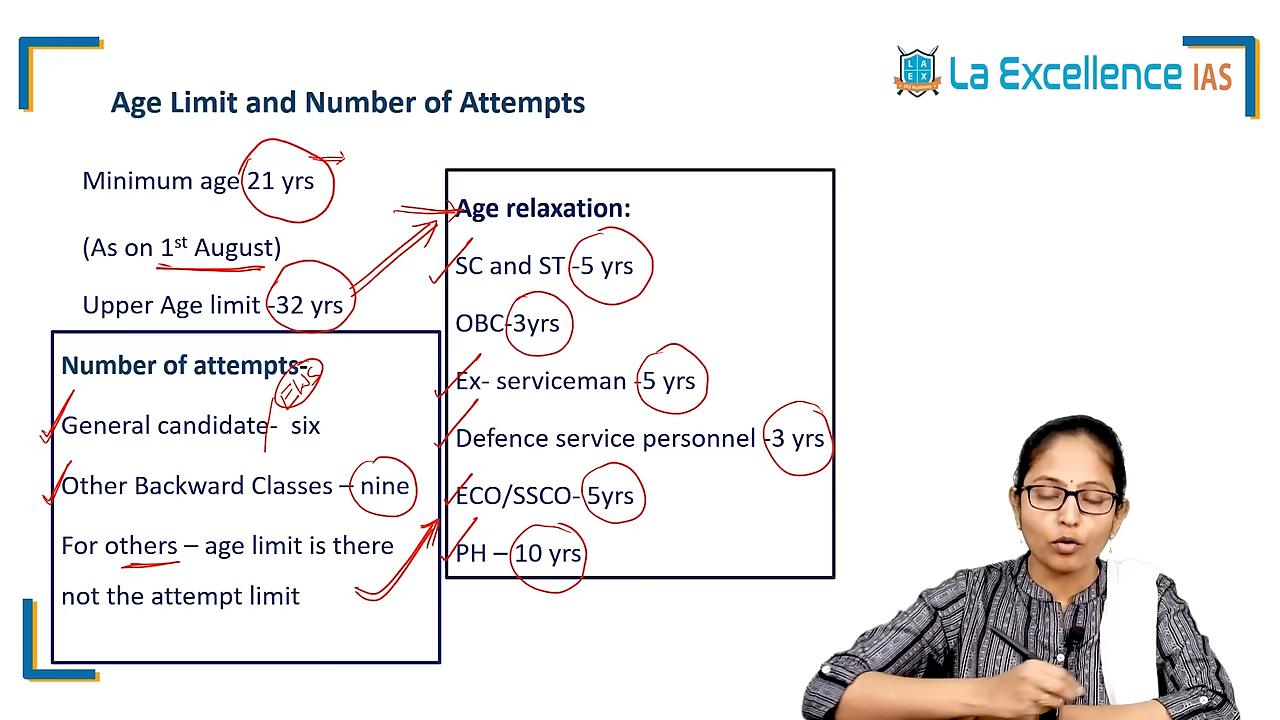 La Excellence IAS
L A
E X
IAS Academy
Age Limit and Number of Attempts
Minimum age 21 yrs
(As on 1st August)
Upper Age limit -32 yrs
Number of attempts-
EWS
General candidate- six
Other Backward Classes – nine
For others – age limit is there
not the attempt limit
Age relaxation:
SC and ST -5 yrs
OBC-3yrs
Ex- serviceman -5 yrs
Defence service personnel -3 yrs
ECO/SSCO- 5yrs
PH – 10 yrs